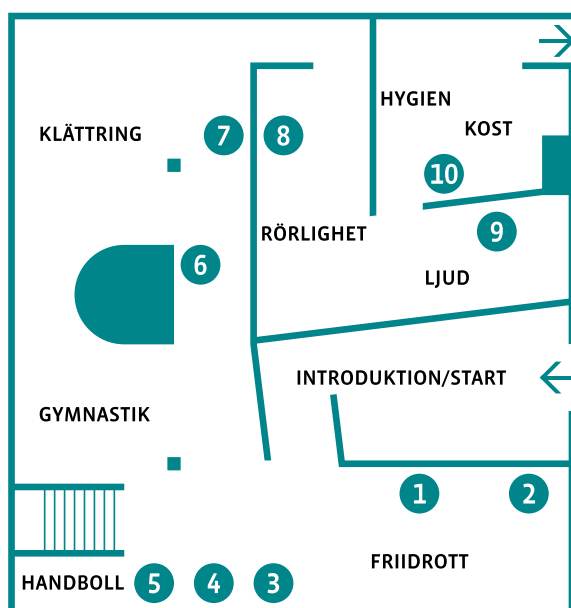 HYGIEN
KLÄTTRING
7
8
KOST
10
RÖRLIGHET
9
6
LJUD
INTRODUKTION/START
GYMNASTIK
1
2
FRIIDROTT
HANDBOLL
5
4
3